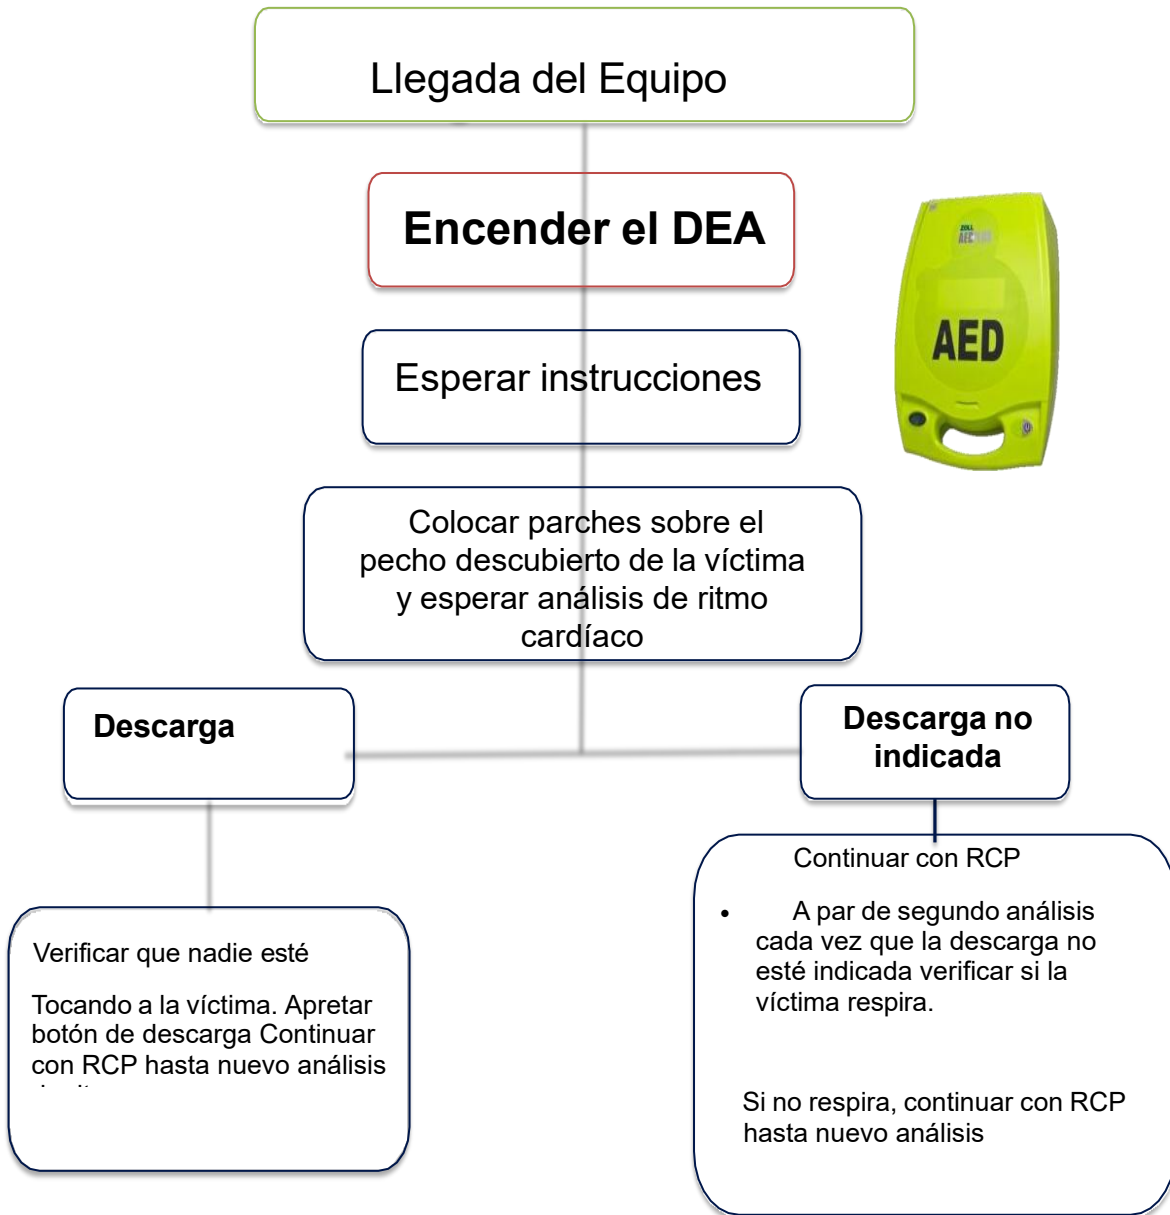 Llegada del Equipo
Encender el DEA
ZOLL
AED
Esperar instrucciones
Colocar parches sobre el
pecho descubierto de la víctima
y esperar análisis de ritmo
cardíaco
Descarga
Descarga no
indicada
Verificar que nadie esté
Tocando a la víctima. Apretar
botón de descarga Continuar
con RCP hasta nuevo análisis
Continuar con RCP
• A par de segundo análisis
cada vez que la descarga no
esté indicada verificar si la
víctima respira.
Si no respira, continuar con RCP
hasta nuevo análisis